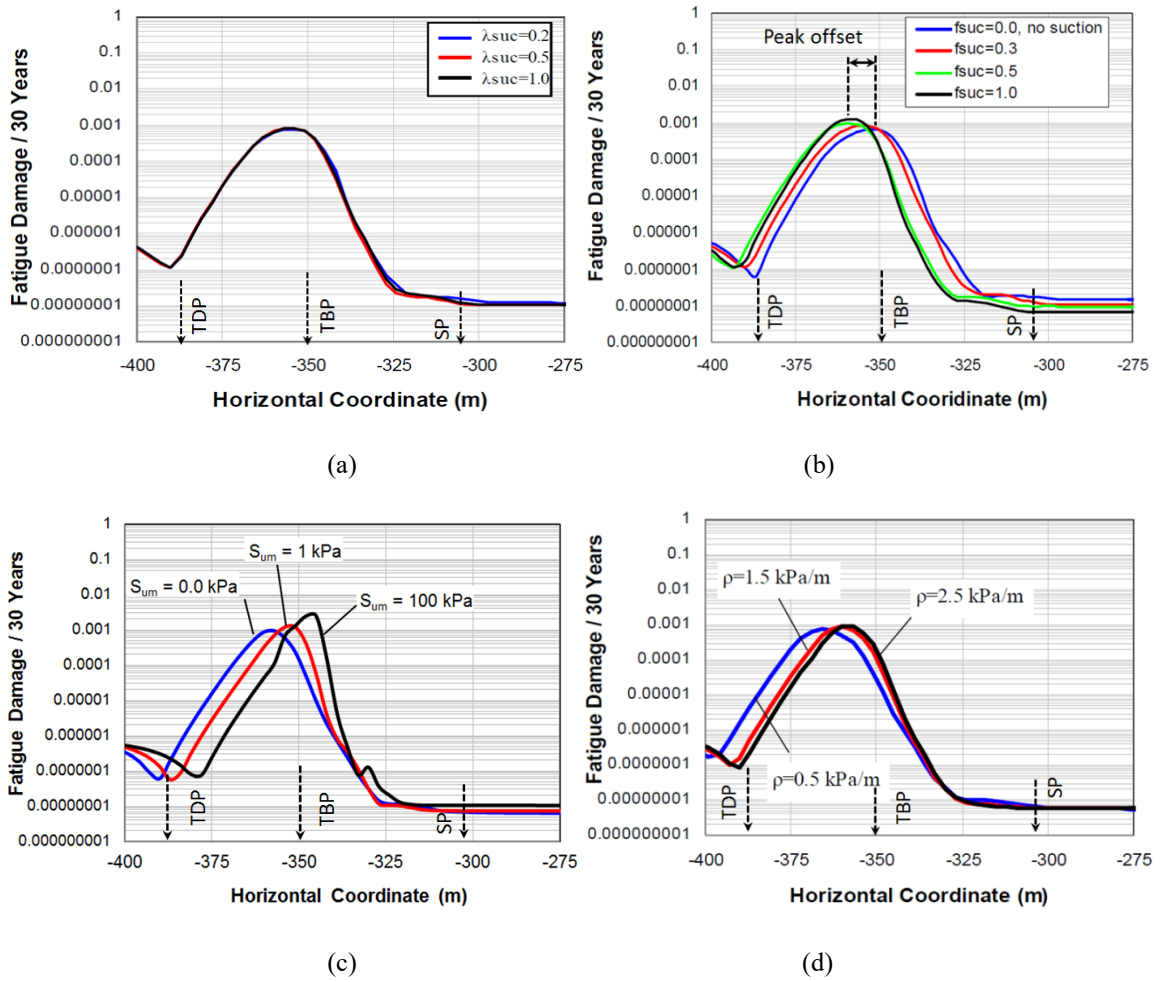 Fatigue Damage / 30 Years
1
0.1
0.01
0.001
0.0001
0.00001
0.000001
0.0000001
0.00000001
0.000000001
λsuc=0.2
λsuc=0.5
λsuc=1.0
TDP
TBP
SP
-400 -375 -350 -325 -300 -275
Horizontal Coordinate (m)
(a)
Fatigue Damage / 30 Years
1
0.1
0.01
0.001
0.0001
0.00001
0.000001
0.0000001
0.00000001
0.000000001
Peak offset
fsuc=0.0, no suction
fsuc=0.3
fsuc=0.5
fsuc=1.0
TDP
TBP
SP
-400 -375 -350 -325 -300 -275
Horizontal Cooridinate (m)
(b)
Fatigue Damage / 30 Years
1
0.1
0.01
0.001
0.0001
0.00001
0.000001
0.0000001
0.00000001
0.000000001
Sum = 1 kPa
Sum = 0.0 kPa
Sum = 100 kPa
TDP
TBP
SP
-400 -375 -350 -325 -300 -275
Horizontal Coordinate (m)
(c)
Fatigue Damage / 30 Years
1
0.1
0.01
0.001
0.0001
0.00001
0.000001
0.0000001
0.00000001
0.000000001
ρ=1.5 kPa/m
ρ=2.5 kPa/m
ρ=0.5 kPa/m
TDP
TBP
SP
-400 -375 -350 -325 -300 -275
Horizontal Coordinate (m)
(d)